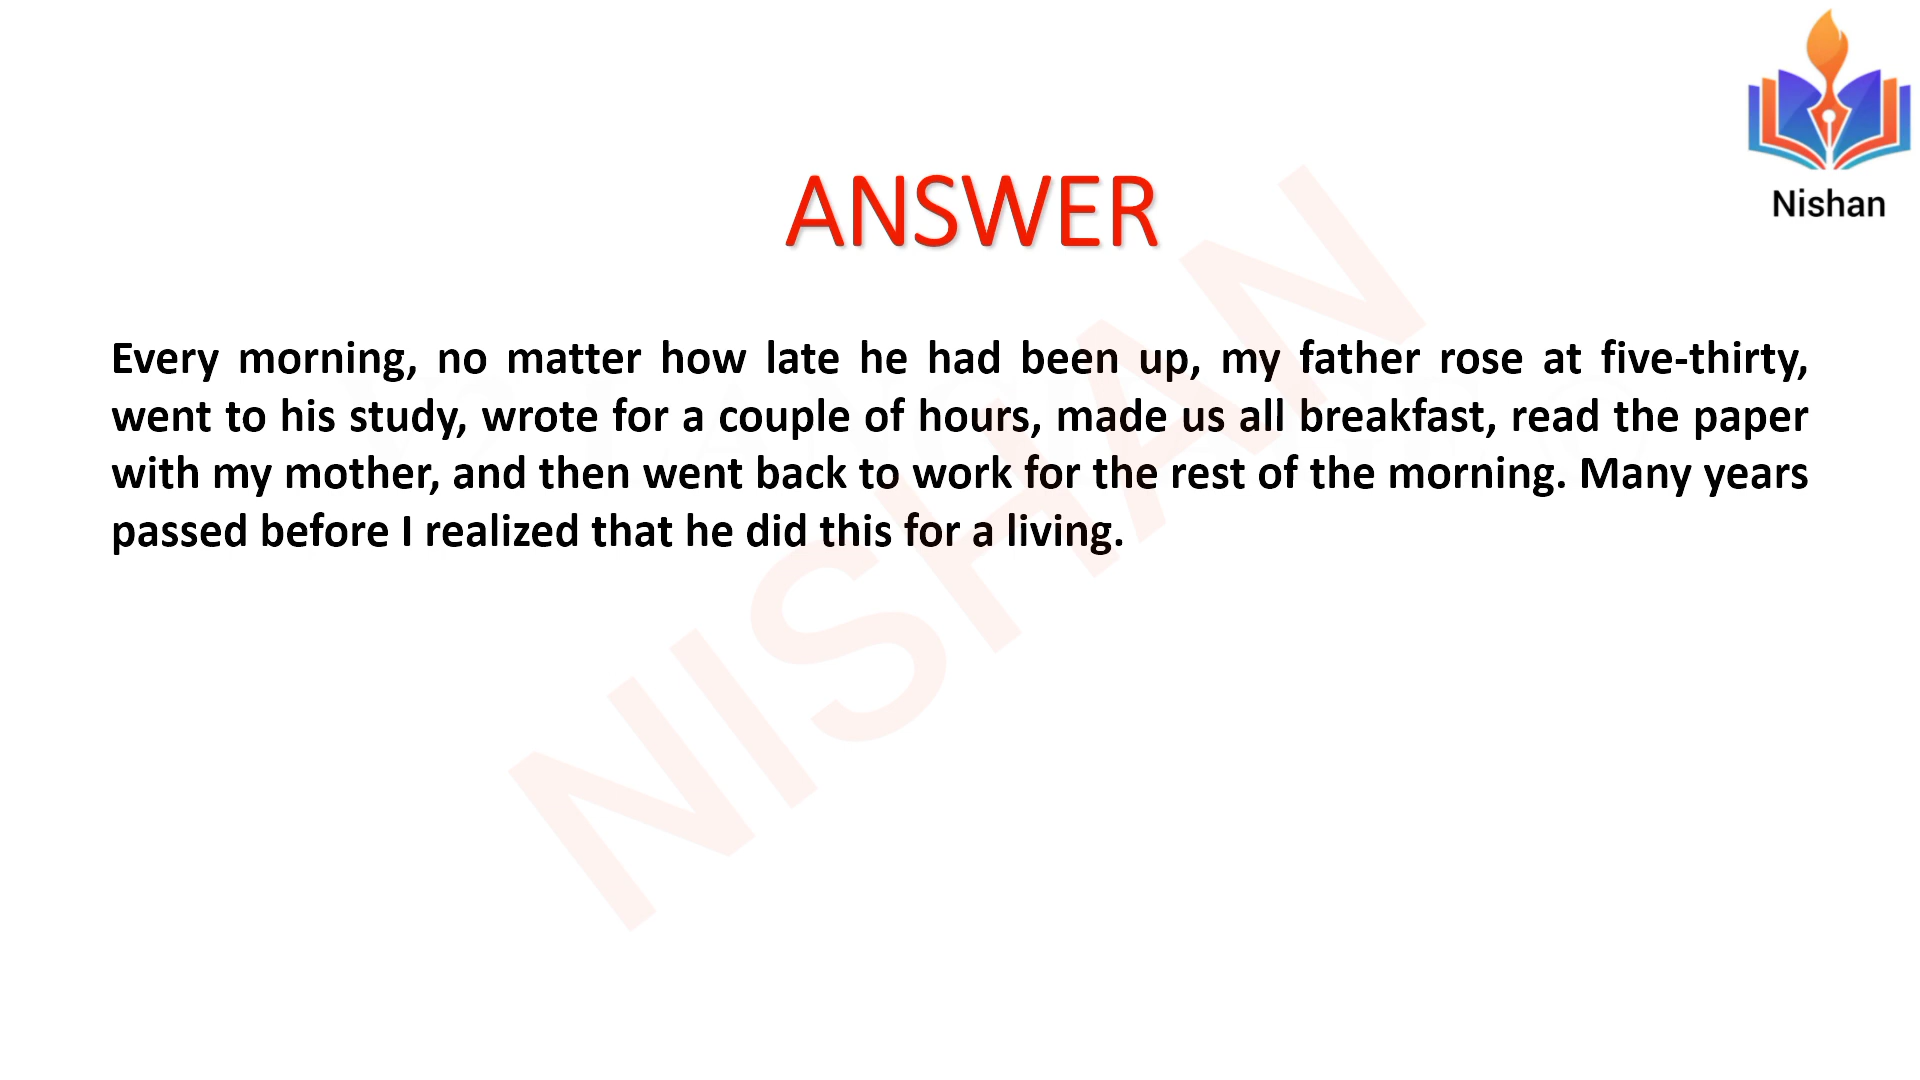 Nishan
ANSWER
Every morning, no matter how late he had been up, my father rose at five-thirty,
went to his study, wrote for a couple of hours, made us all breakfast, read the paper
with my mother, and then went back to work for the rest of the morning. Many years
passed before I realized that he did this for a living.
NISHAN